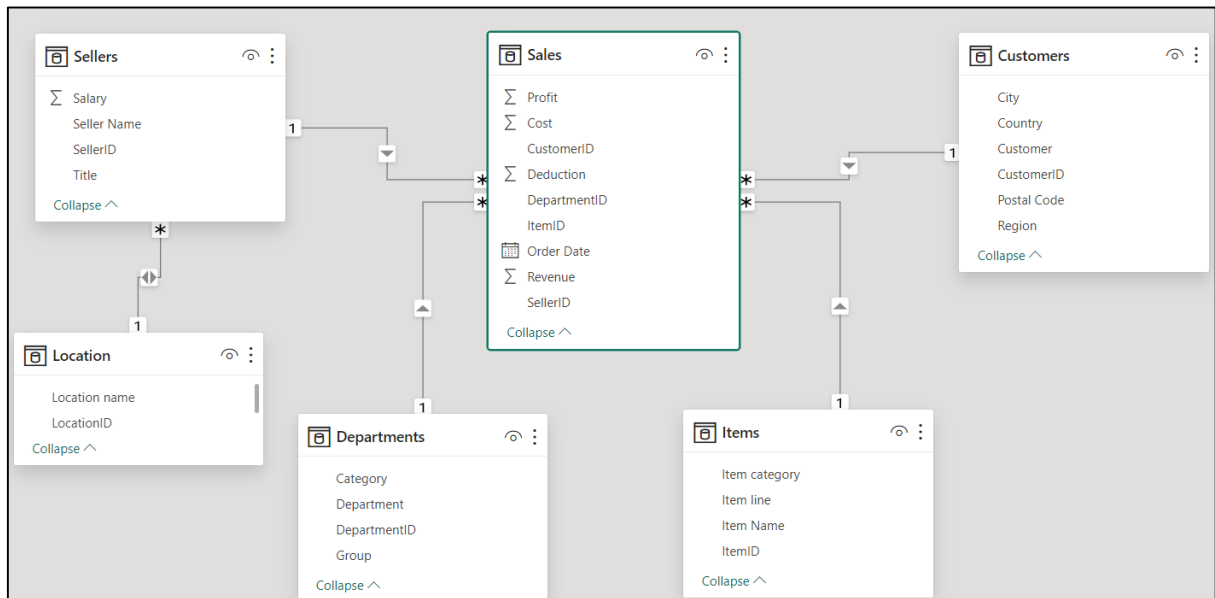 Sellers
Σ Salary
Seller Name
SellerID
Title
Collapse
1
*
Sales
Σ Profit
Σ Cost
CustomerID
Σ Deduction
DepartmentID
ItemID
Order Date
Σ Revenue
SellerID
Collapse
*
*
*
*
Customers
City
Country
Customer
CustomerID
Postal Code
Region
Collapse
1
1
Location
Location name
LocationID
Collapse
1
Departments
Category
Department
DepartmentID
Group
Collapse
1
Items
Item category
Item line
Item Name
ItemID
Collapse